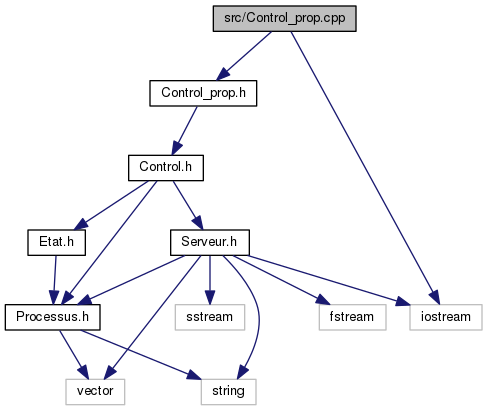 src/Control_prop.cpp
Control_prop.h
Control.h
Etat.h
Serveur.h
Processus.h
sstream
fstream
iostream
vector
string